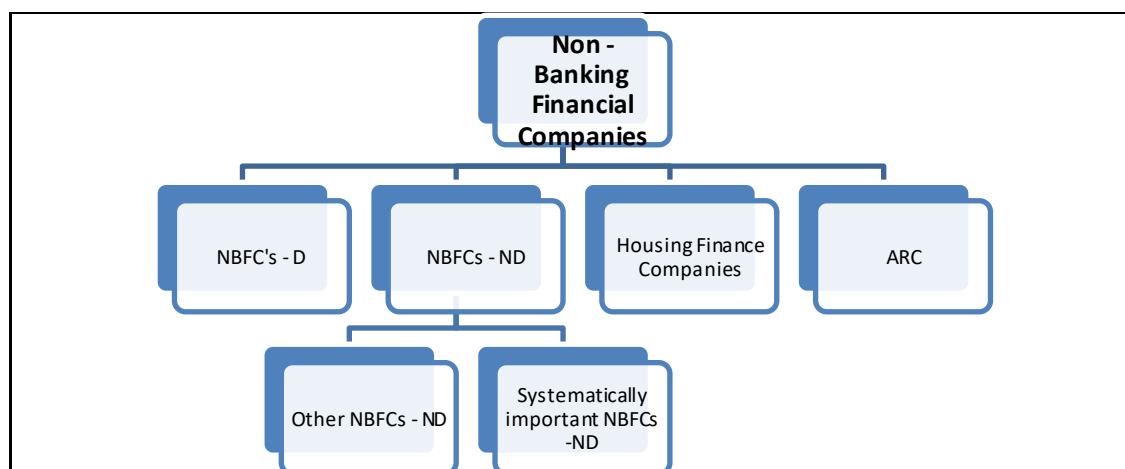 Non -
Banking
Financial
Companies
NBFC's - D
NBFCs - ND
Housing Finance
Companies
ARC
Other NBFCs - ND
Systematically
important NBFCs
-ND